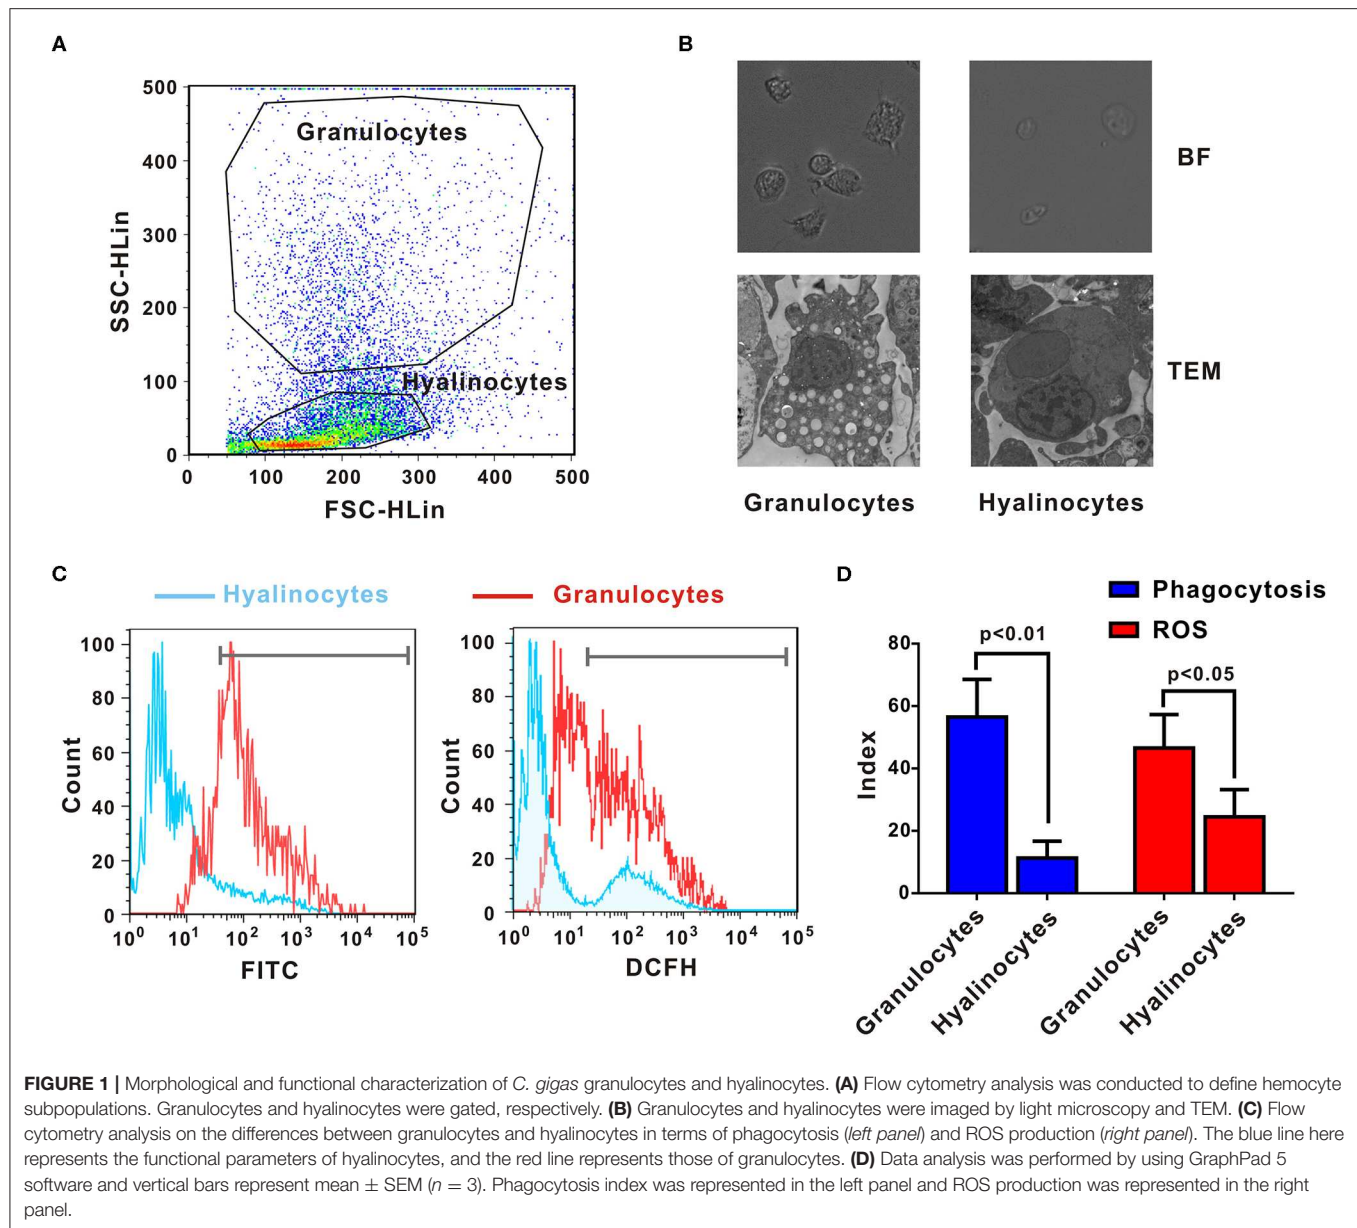 A
500
400
300
200
100
0
SSC-HLin
Granulocytes
Hyalinocytes
0 100 200 300 400 500
FSC-HLin
B
BF
TEM
Granulocytes Hyalinocytes
C
Hyalinocytes Granulocytes
100
80
60
40
20
0
Count
10^0 10^1 10^2 10^3 10^4 10^5
FITC
100
80
60
40
20
0
Count
10^0 10^1 10^2 10^3 10^4 10^5
DCFH
D
Phagocytosis
ROS
80
60
40
20
0
Index
p<0.01
p<0.05
Granulocytes
Hyalinocytes
Granulocytes
Hyalinocytes
FIGURE 1 | Morphological and functional characterization of C. gigas granulocytes and hyalinocytes. (A) Flow cytometry analysis was conducted to define hemocyte
subpopulations. Granulocytes and hyalinocytes were gated, respectively. (B) Granulocytes and hyalinocytes were imaged by light microscopy and TEM. (C) Flow
cytometry analysis on the differences between granulocytes and hyalinocytes in terms of phagocytosis (left panel) and ROS production (right panel). The blue line here
represents the functional parameters of hyalinocytes, and the red line represents those of granulocytes. (D) Data analysis was performed by using GraphPad 5
software and vertical bars represent mean ± SEM (n = 3). Phagocytosis index was represented in the left panel and ROS production was represented in the right
panel.